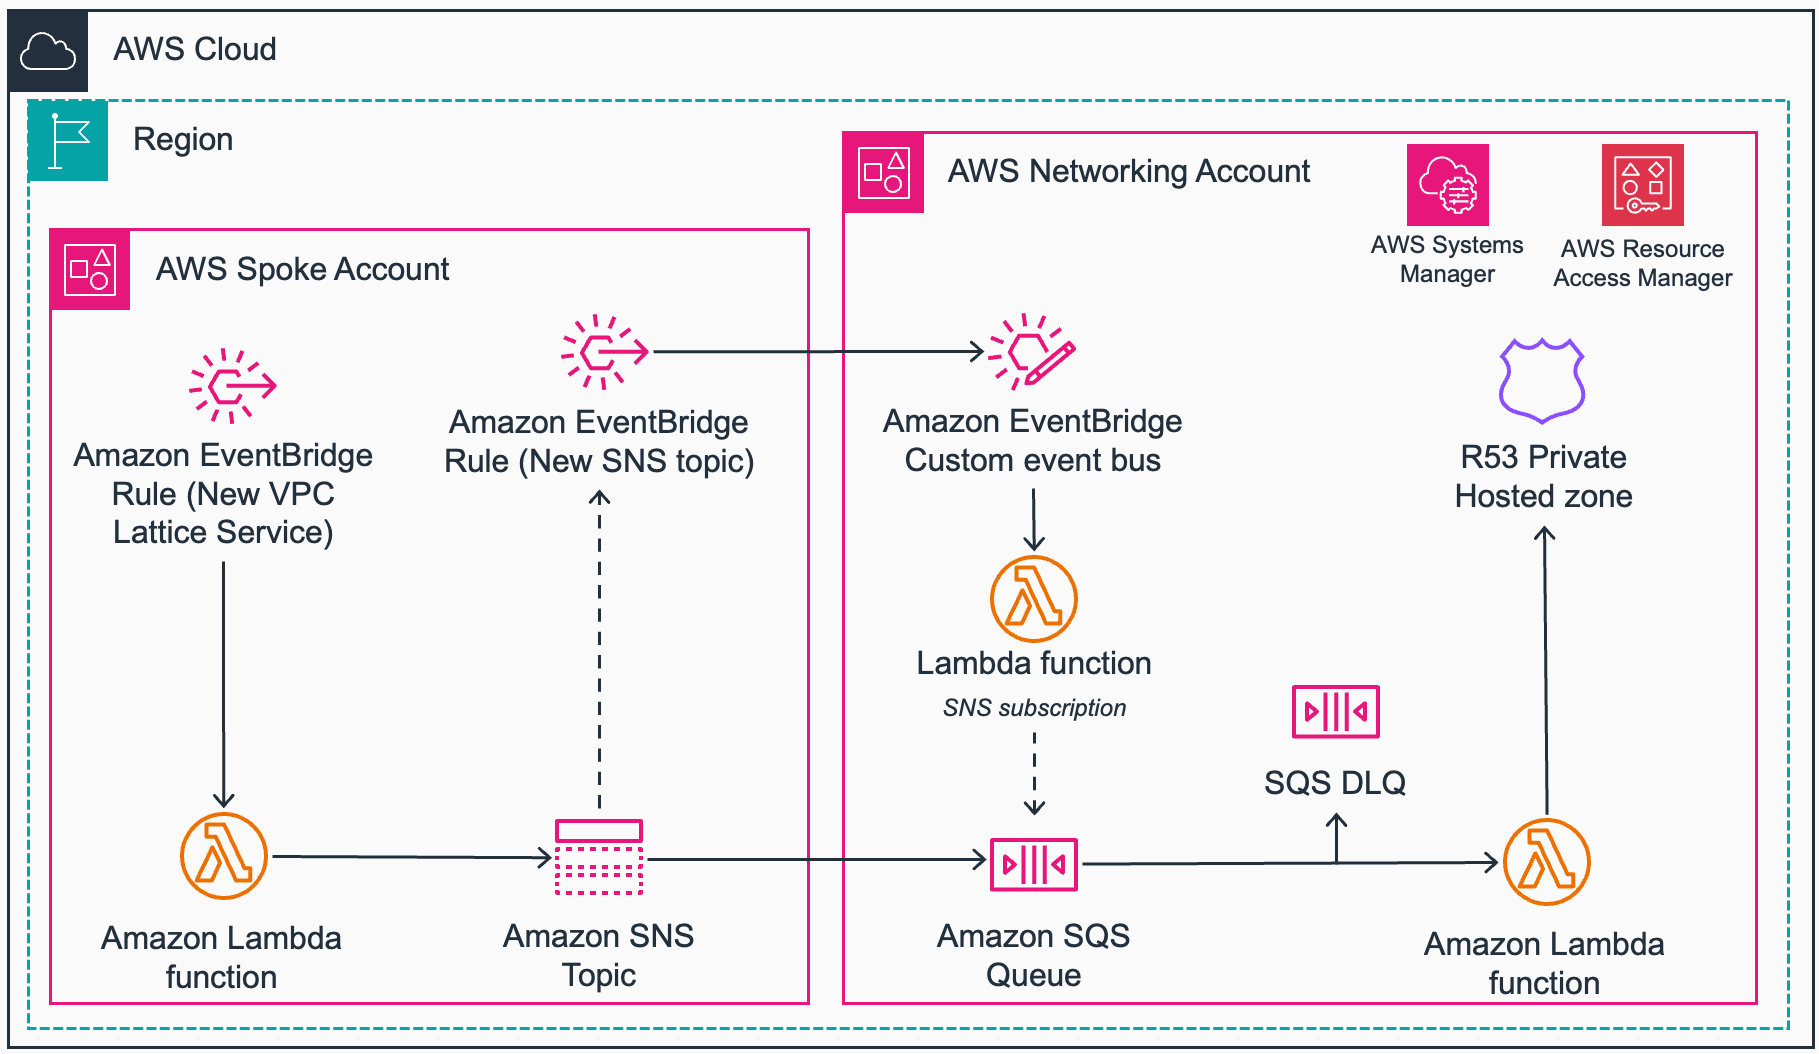 AWS Cloud
Region
AWS Spoke Account
Amazon EventBridge
Rule (New VPC
Lattice Service)
Amazon EventBridge
Rule (New SNS topic)
Amazon Lambda
function
Amazon SNS
Topic
AWS Networking Account
AWS Systems
Manager
AWS Resource
Access Manager
Amazon EventBridge
Custom event bus
R53 Private
Hosted zone
Lambda function
SNS subscription
SQS DLQ
Amazon SQS
Queue
Amazon Lambda
function